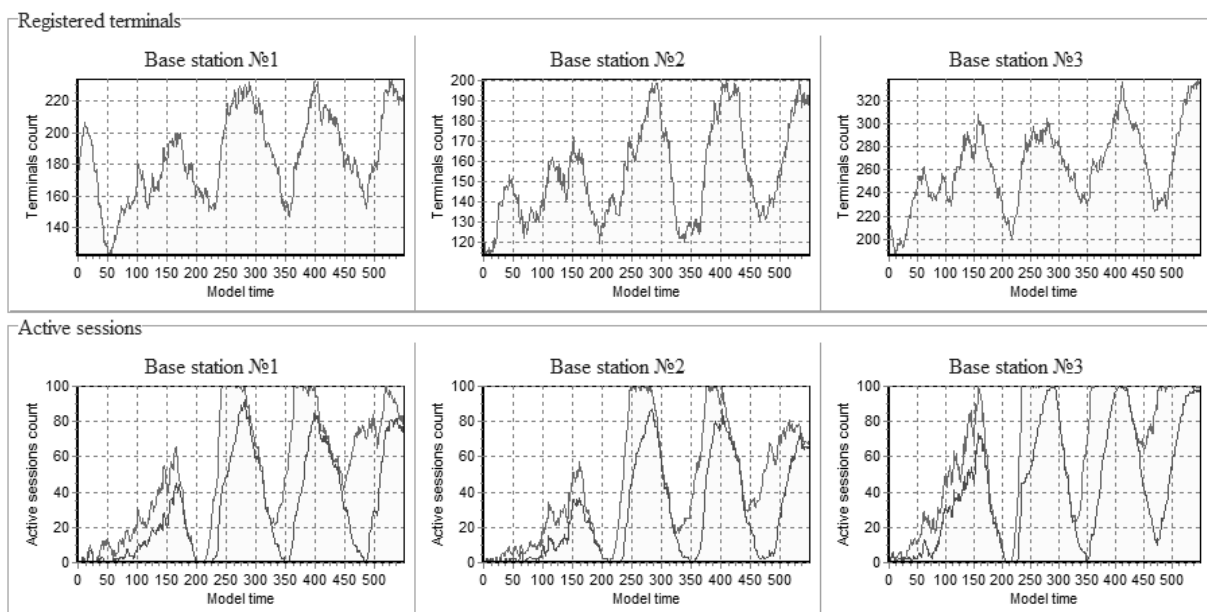 Registered terminals
Base station №1
Base station №2
Base station №3
Terminals count
220
200
180
160
140
0 50 100 150 200 250 300 350 400 450 500
Model time
Terminals count
200
190
180
170
160
150
140
130
120
0 50 100 150 200 250 300 350 400 450 500
Model time
Terminals count
320
300
280
260
240
220
200
0 50 100 150 200 250 300 350 400 450 500
Model time
Active sessions
Base station №1
Base station №2
Base station №3
Active sessions count
100
80
60
40
20
0
0 50 100 150 200 250 300 350 400 450 500
Model time
Active sessions count
100
80
60
40
20
0
0 50 100 150 200 250 300 350 400 450 500
Model time
Active sessions count
100
80
60
40
20
0
0 50 100 150 200 250 300 350 400 450 500
Model time